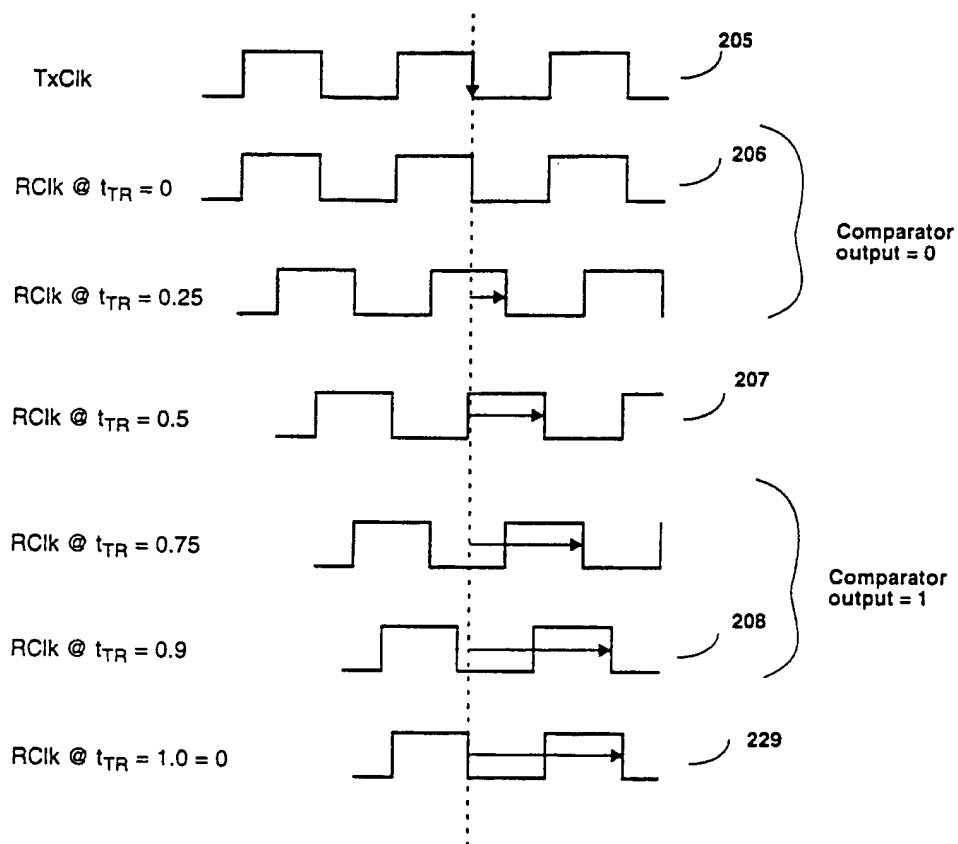 205
TxClk
206
RClk @ tTR = 0
Comparator
output = 0
RClk @ tTR = 0.25
207
RClk @ tTR = 0.5
RClk @ tTR = 0.75
Comparator
output = 1
208
RClk @ tTR = 0.9
229
RClk @ tTR = 1.0 = 0